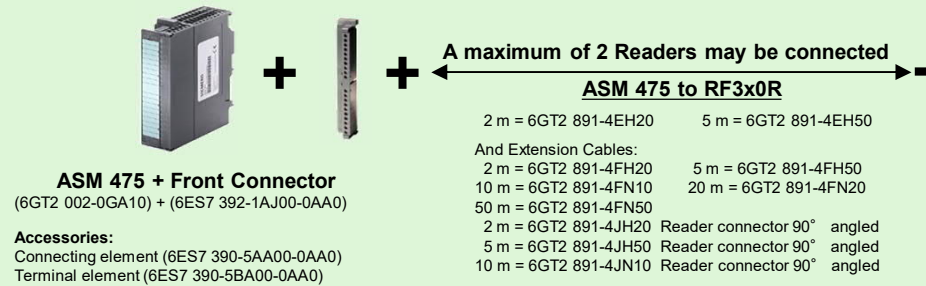 A maximum of 2 Readers may be connected
ASM 475 to RF3x0R
2 m = 6GT2 891-4EH20 5 m = 6GT2 891-4EH50
And Extension Cables:
2 m = 6GT2 891-4FH20 5 m = 6GT2 891-4FH50
10 m = 6GT2 891-4FN10 20 m = 6GT2 891-4FN20
50 m = 6GT2 891-4FN50
2 m = 6GT2 891-4JH20 Reader connector 90° angled
5 m = 6GT2 891-4JH50 Reader connector 90° angled
10 m = 6GT2 891-4JN10 Reader connector 90° angled
ASM 475 + Front Connector
(6GT2 002-0GA10) + (6ES7 392-1AJ00-0AA0)
Accessories:
Connecting element (6ES7 390-5AA00-0AA0)
Terminal element (6ES7 390-5BA00-0AA0)